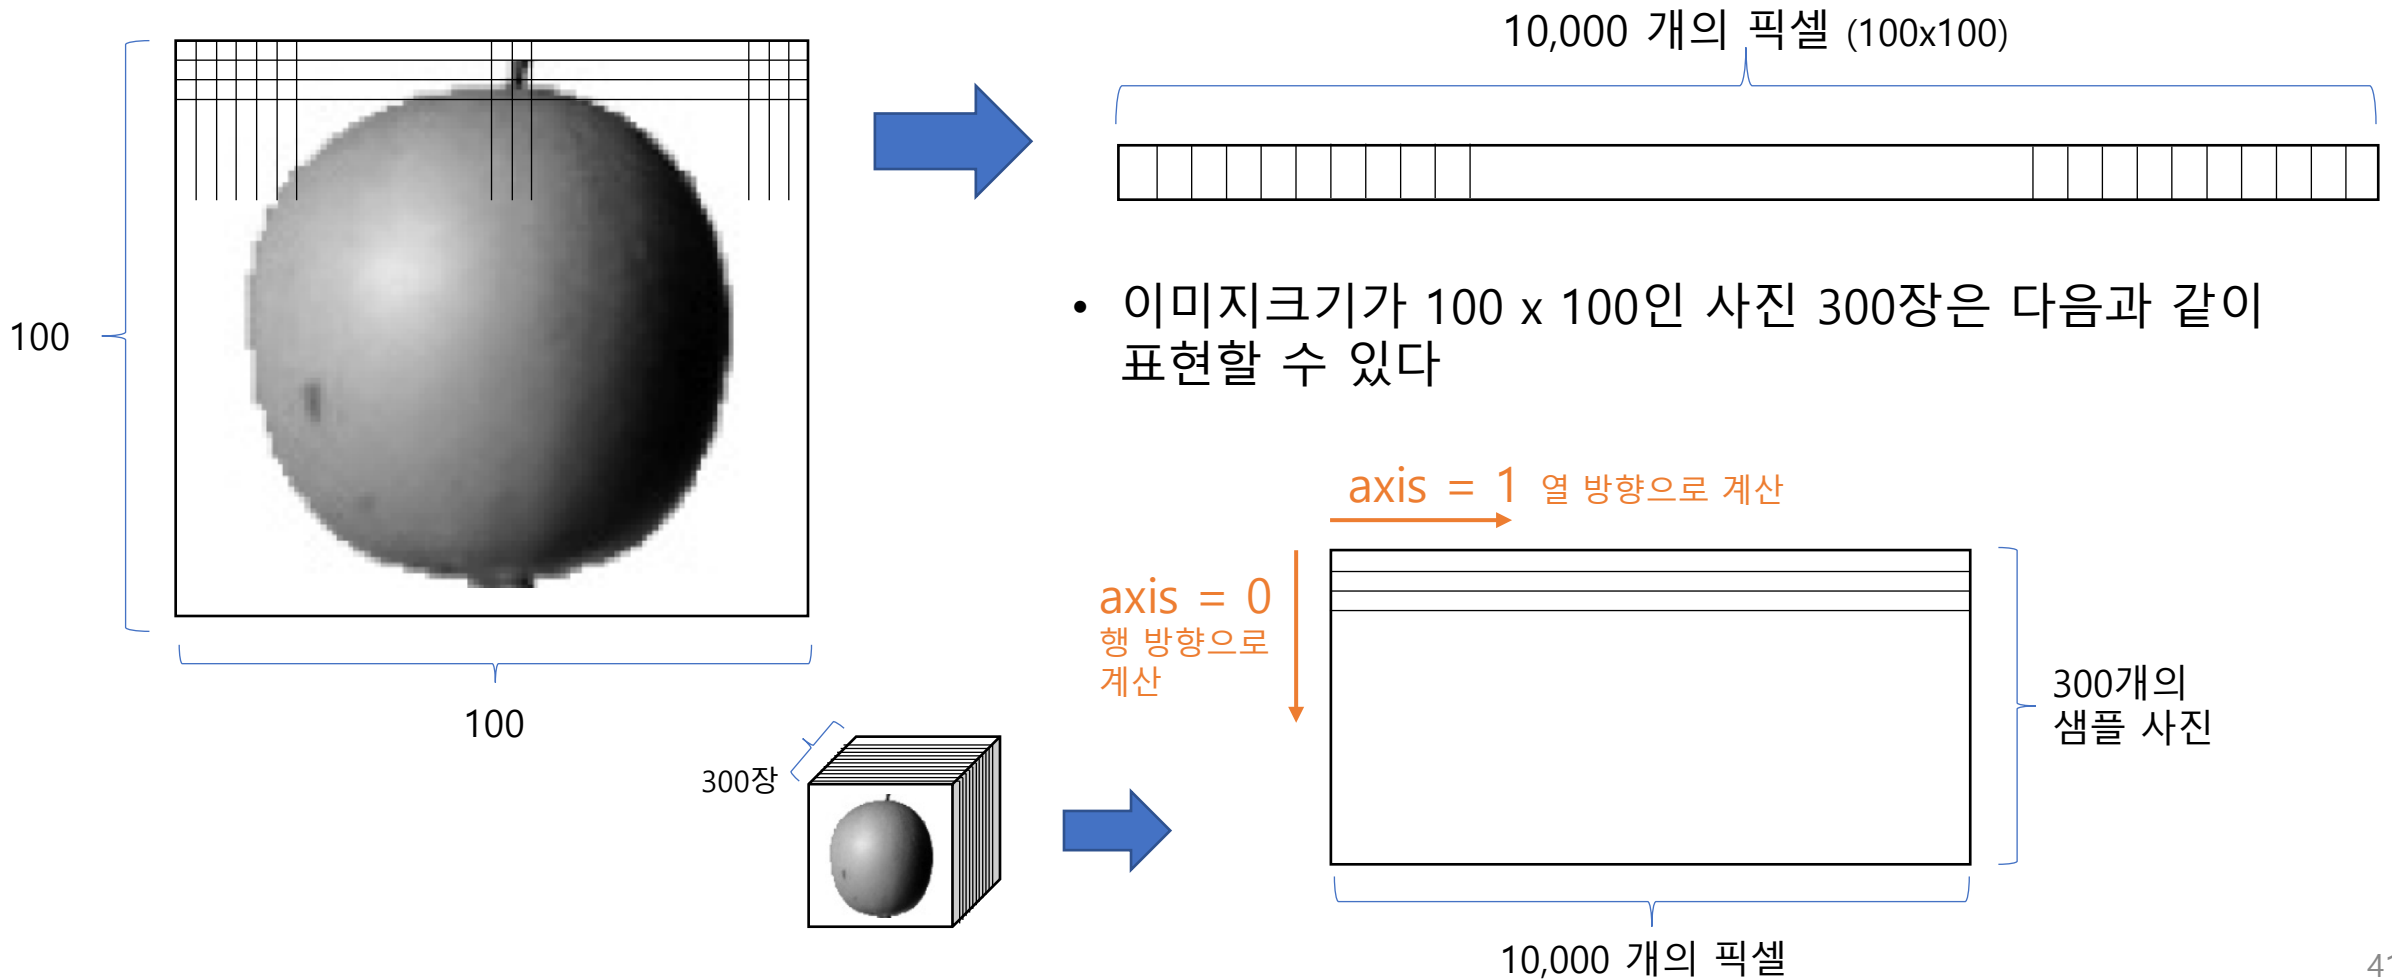 10,000 개의 픽셀 (100x100)
100
• 이미지크기가 100 x 100인 사진 300장은 다음과 같이
표현할 수 있다
axis = 1 열 방향으로 계산
axis = 0
행 방향으로
계산
300개의
샘플 사진
100
300장
10,000 개의 픽셀